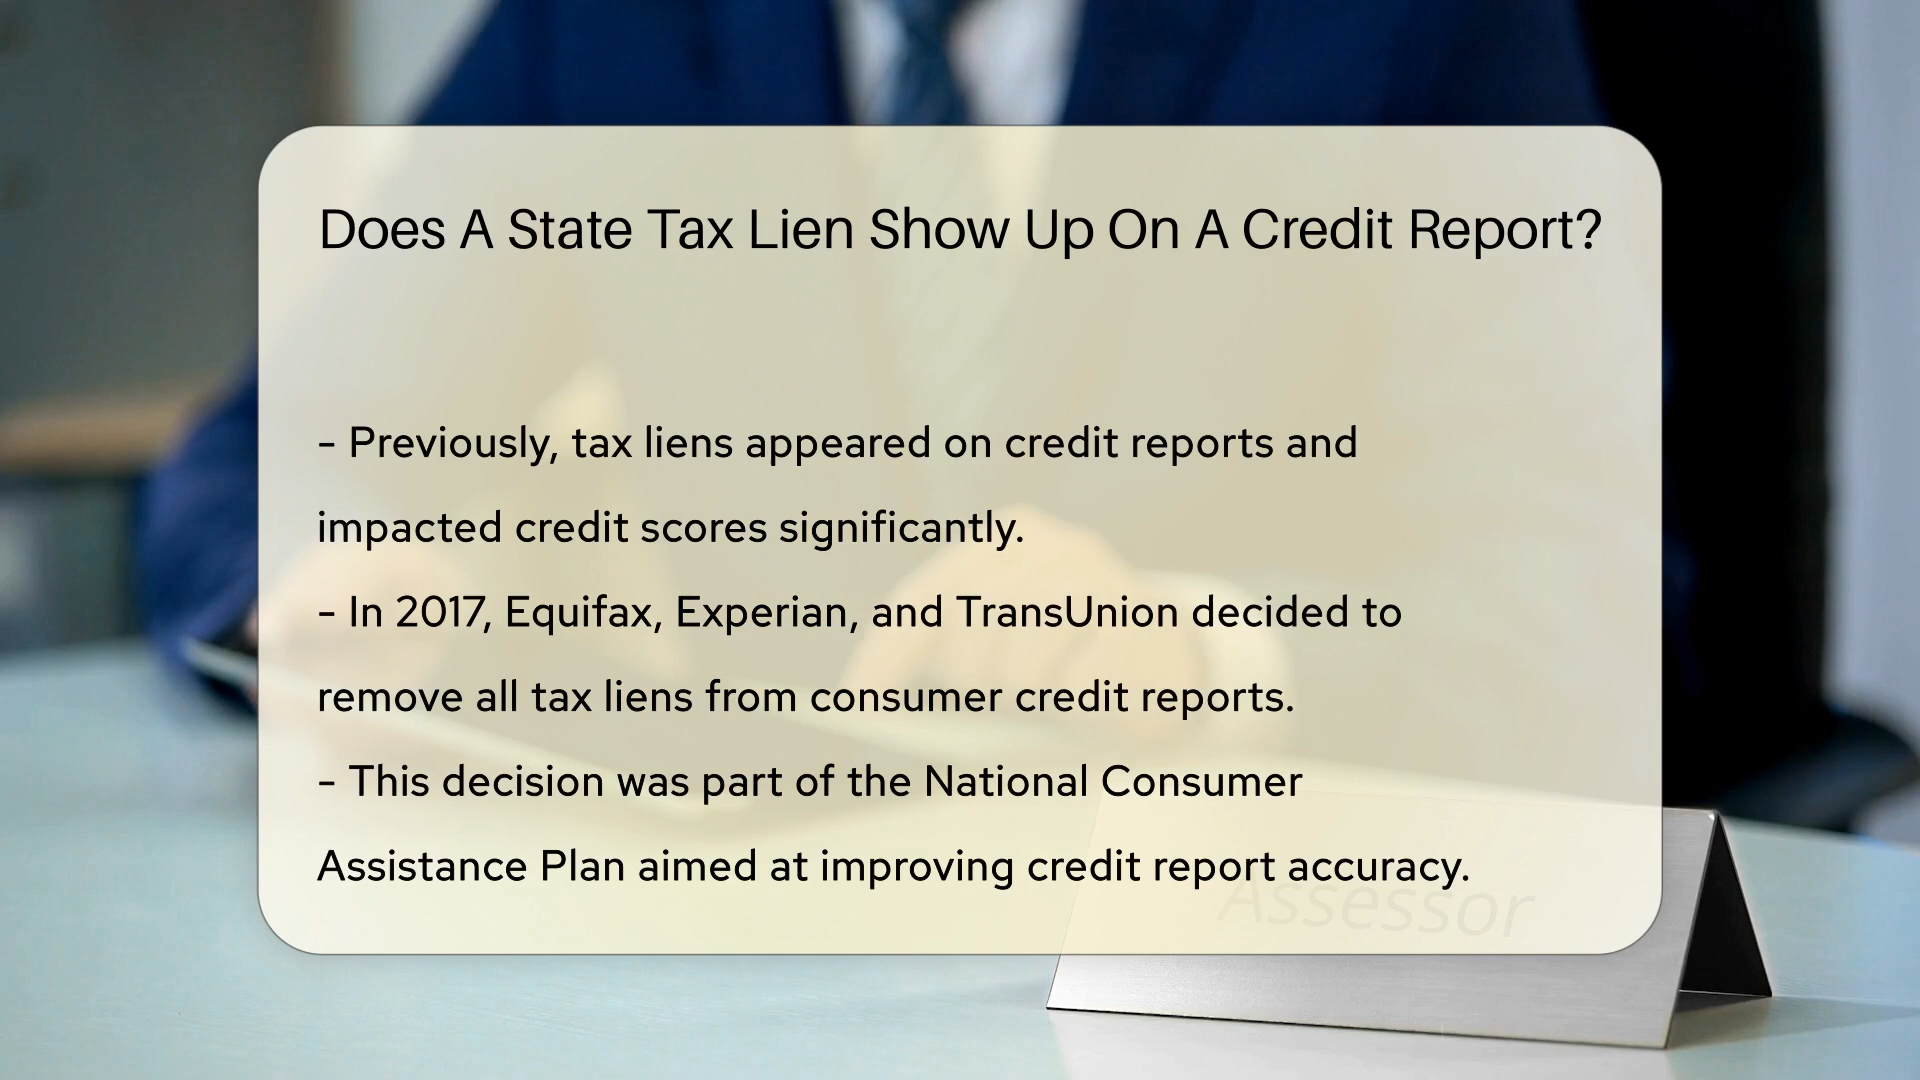 Does A State Tax Lien Show Up On A Credit Report?
- Previously, tax liens appeared on credit reports and
impacted credit scores significantly.
- In 2017, Equifax, Experian, and TransUnion decided to
remove all tax liens from consumer credit reports.
- This decision was part of the National Consumer
Assistance Plan aimed at improving credit report accuracy.
Assessor